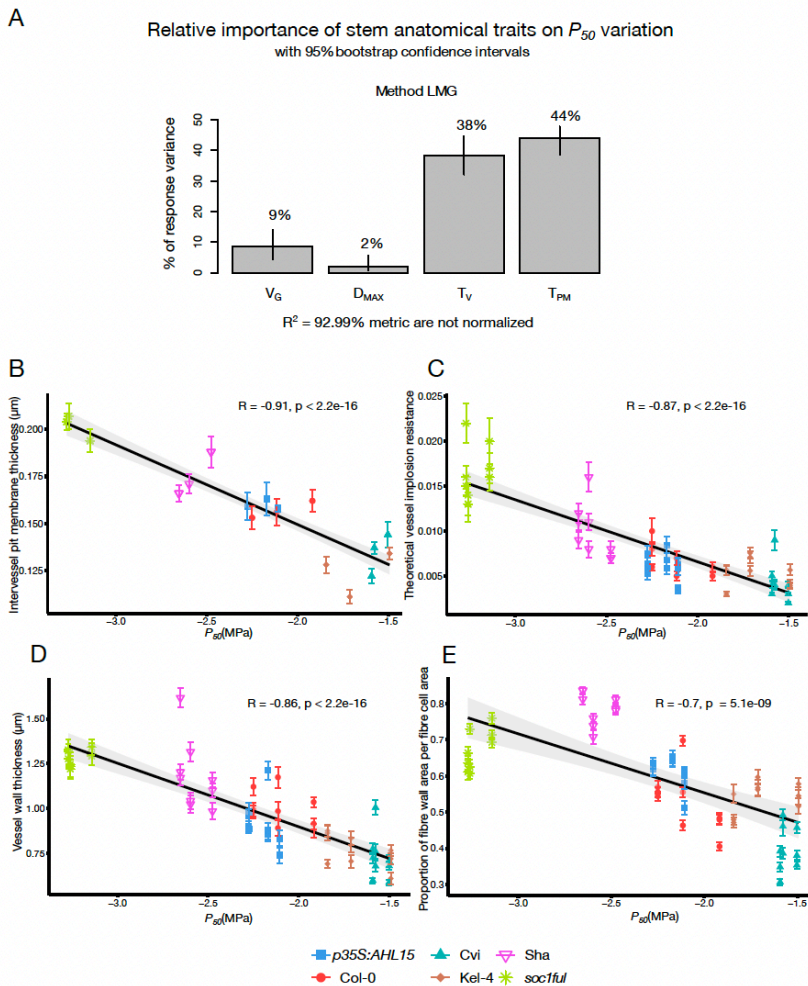 A
Relative importance of stem anatomical traits on P50 variation
with 95% bootstrap confidence intervals
Method LMG
% of response variance
50
40
30
20
10
0
9%
2%
38%
44%
VG
DMAX
TV
TPM
R² = 92.99% metric are not normalized
B
Intervessel pit membrane thickness (μm)
R = -0.91, p < 2.2e-16
0.200
0.175
0.150
0.125
-3.0
-2.5
-2.0
-1.5
P50(MPa)
C
Theoretical vessel implosion resistance
R = -0.87, p < 2.2e-16
0.025
0.020
0.015
0.010
0.005
-3.0
-2.5
-2.0
-1.5
P50(MPa)
D
Vessel wall thickness (μm)
R = -0.86, p < 2.2e-16
1.50
1.25
1.00
0.75
-3.0
-2.5
-2.0
-1.5
P50(MPa)
E
Proportion of fibre wall area per fibre cell area
R = -0.7, p = 5.1e-09
0.8
0.7
0.6
0.5
0.4
0.3
-3.0
-2.5
-2.0
-1.5
P50(MPa)
p35S:AHL15 Cvi Sha
Col-0 Kel-4 soc1ful